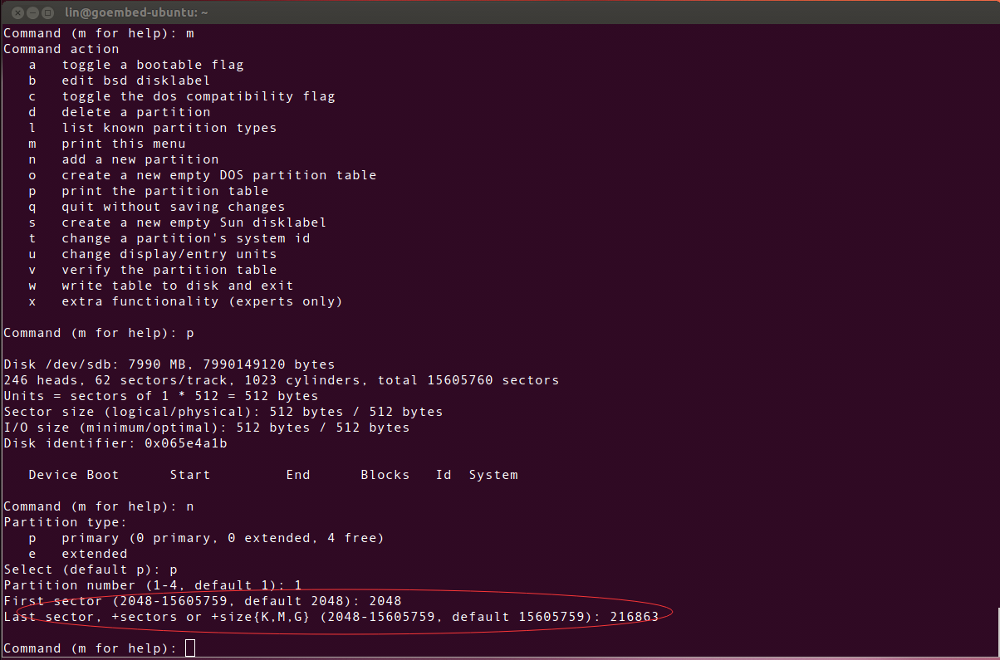 lin@goembed-ubuntu: ~
Command (m for help): m
Command action
   a   toggle a bootable flag
   b   edit bsd disklabel
   c   toggle the dos compatibility flag
   d   delete a partition
   l   list known partition types
   m   print this menu
   n   add a new partition
   o   create a new empty DOS partition table
   p   print the partition table
   q   quit without saving changes
   s   create a new empty Sun disklabel
   t   change a partition's system id
   u   change display/entry units
   v   verify the partition table
   w   write table to disk and exit
   x   extra functionality (experts only)
Command (m for help): p
Disk /dev/sdb: 7990 MB, 7990149120 bytes
246 heads, 62 sectors/track, 1023 cylinders, total 15605760 sectors
Units = sectors of 1 * 512 = 512 bytes
Sector size (logical/physical): 512 bytes / 512 bytes
I/O size (minimum/optimal): 512 bytes / 512 bytes
Disk identifier: 0x065e4a1b
   Device Boot      Start         End      Blocks   Id  System
Command (m for help): n
Partition type:
   p   primary (0 primary, 0 extended, 4 free)
   e   extended
Select (default p): p
Partition number (1-4, default 1): 1
First sector (2048-15605759, default 2048): 2048
Last sector, +sectors or +size{K,M,G} (2048-15605759, default 15605759): 216863
Command (m for help):